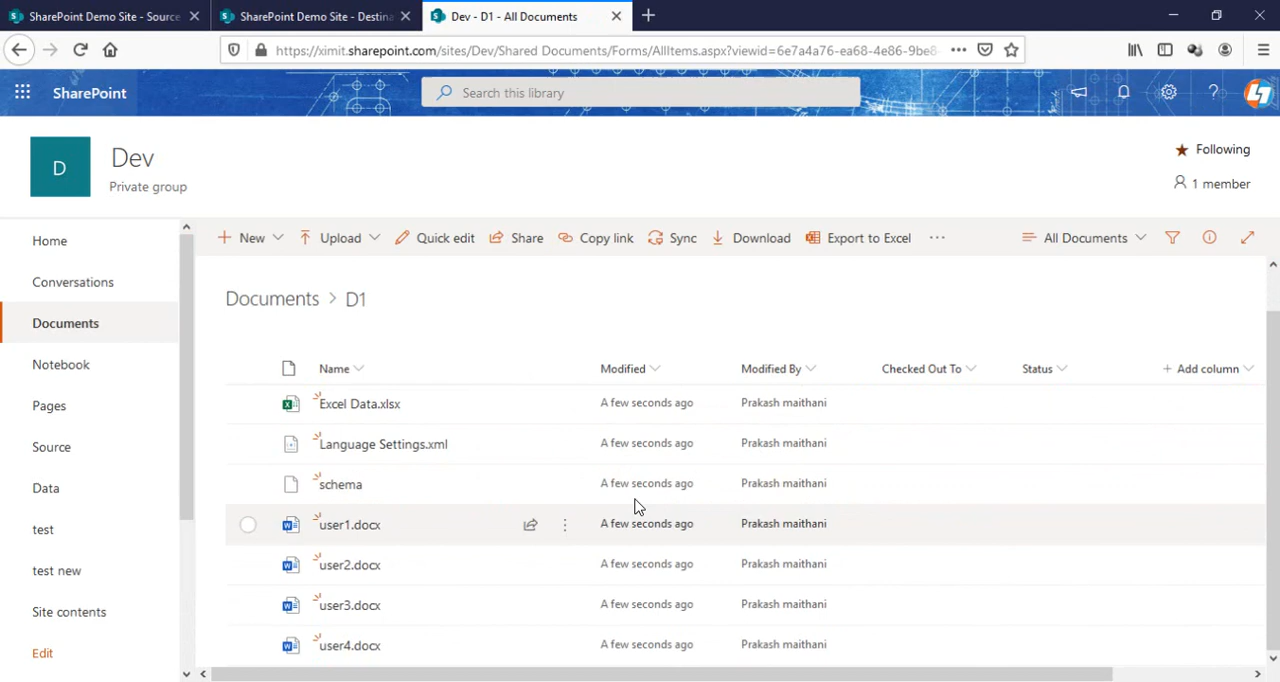 SharePoint Demo Site - Source
SharePoint Demo Site - Destina
Dev - D1 - All Documents
https://ximit.sharepoint.com/sites/Dev/Shared Documents/Forms/AllItems.aspx?viewid=6e7a4a76-ea68-4e86-9be8-
SharePoint
Search this library
D
Dev
Private group
Following
1 member
Home
Conversations
Documents
Notebook
Pages
Source
Data
test
test new
Site contents
Edit
New
Upload
Quick edit
Share
Copy link
Sync
Download
Export to Excel
All Documents
Documents > D1
Name Modified Modified By Checked Out To Status + Add column
Excel Data.xlsx A few seconds ago Prakash maithani
Language Settings.xml A few seconds ago Prakash maithani
schema A few seconds ago Prakash maithani
user1.docx A few seconds ago Prakash maithani
user2.docx A few seconds ago Prakash maithani
user3.docx A few seconds ago Prakash maithani
user4.docx A few seconds ago Prakash maithani